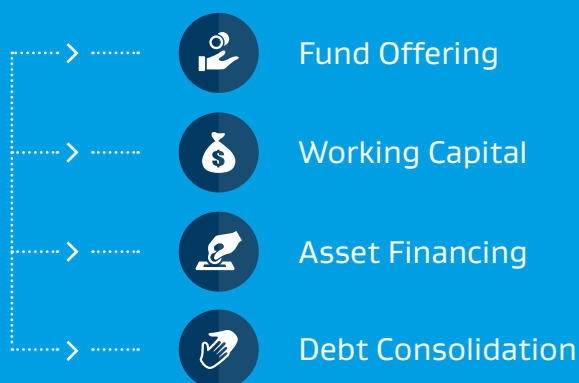 Fund Offering
Working Capital
$
Asset Financing
Debt Consolidation